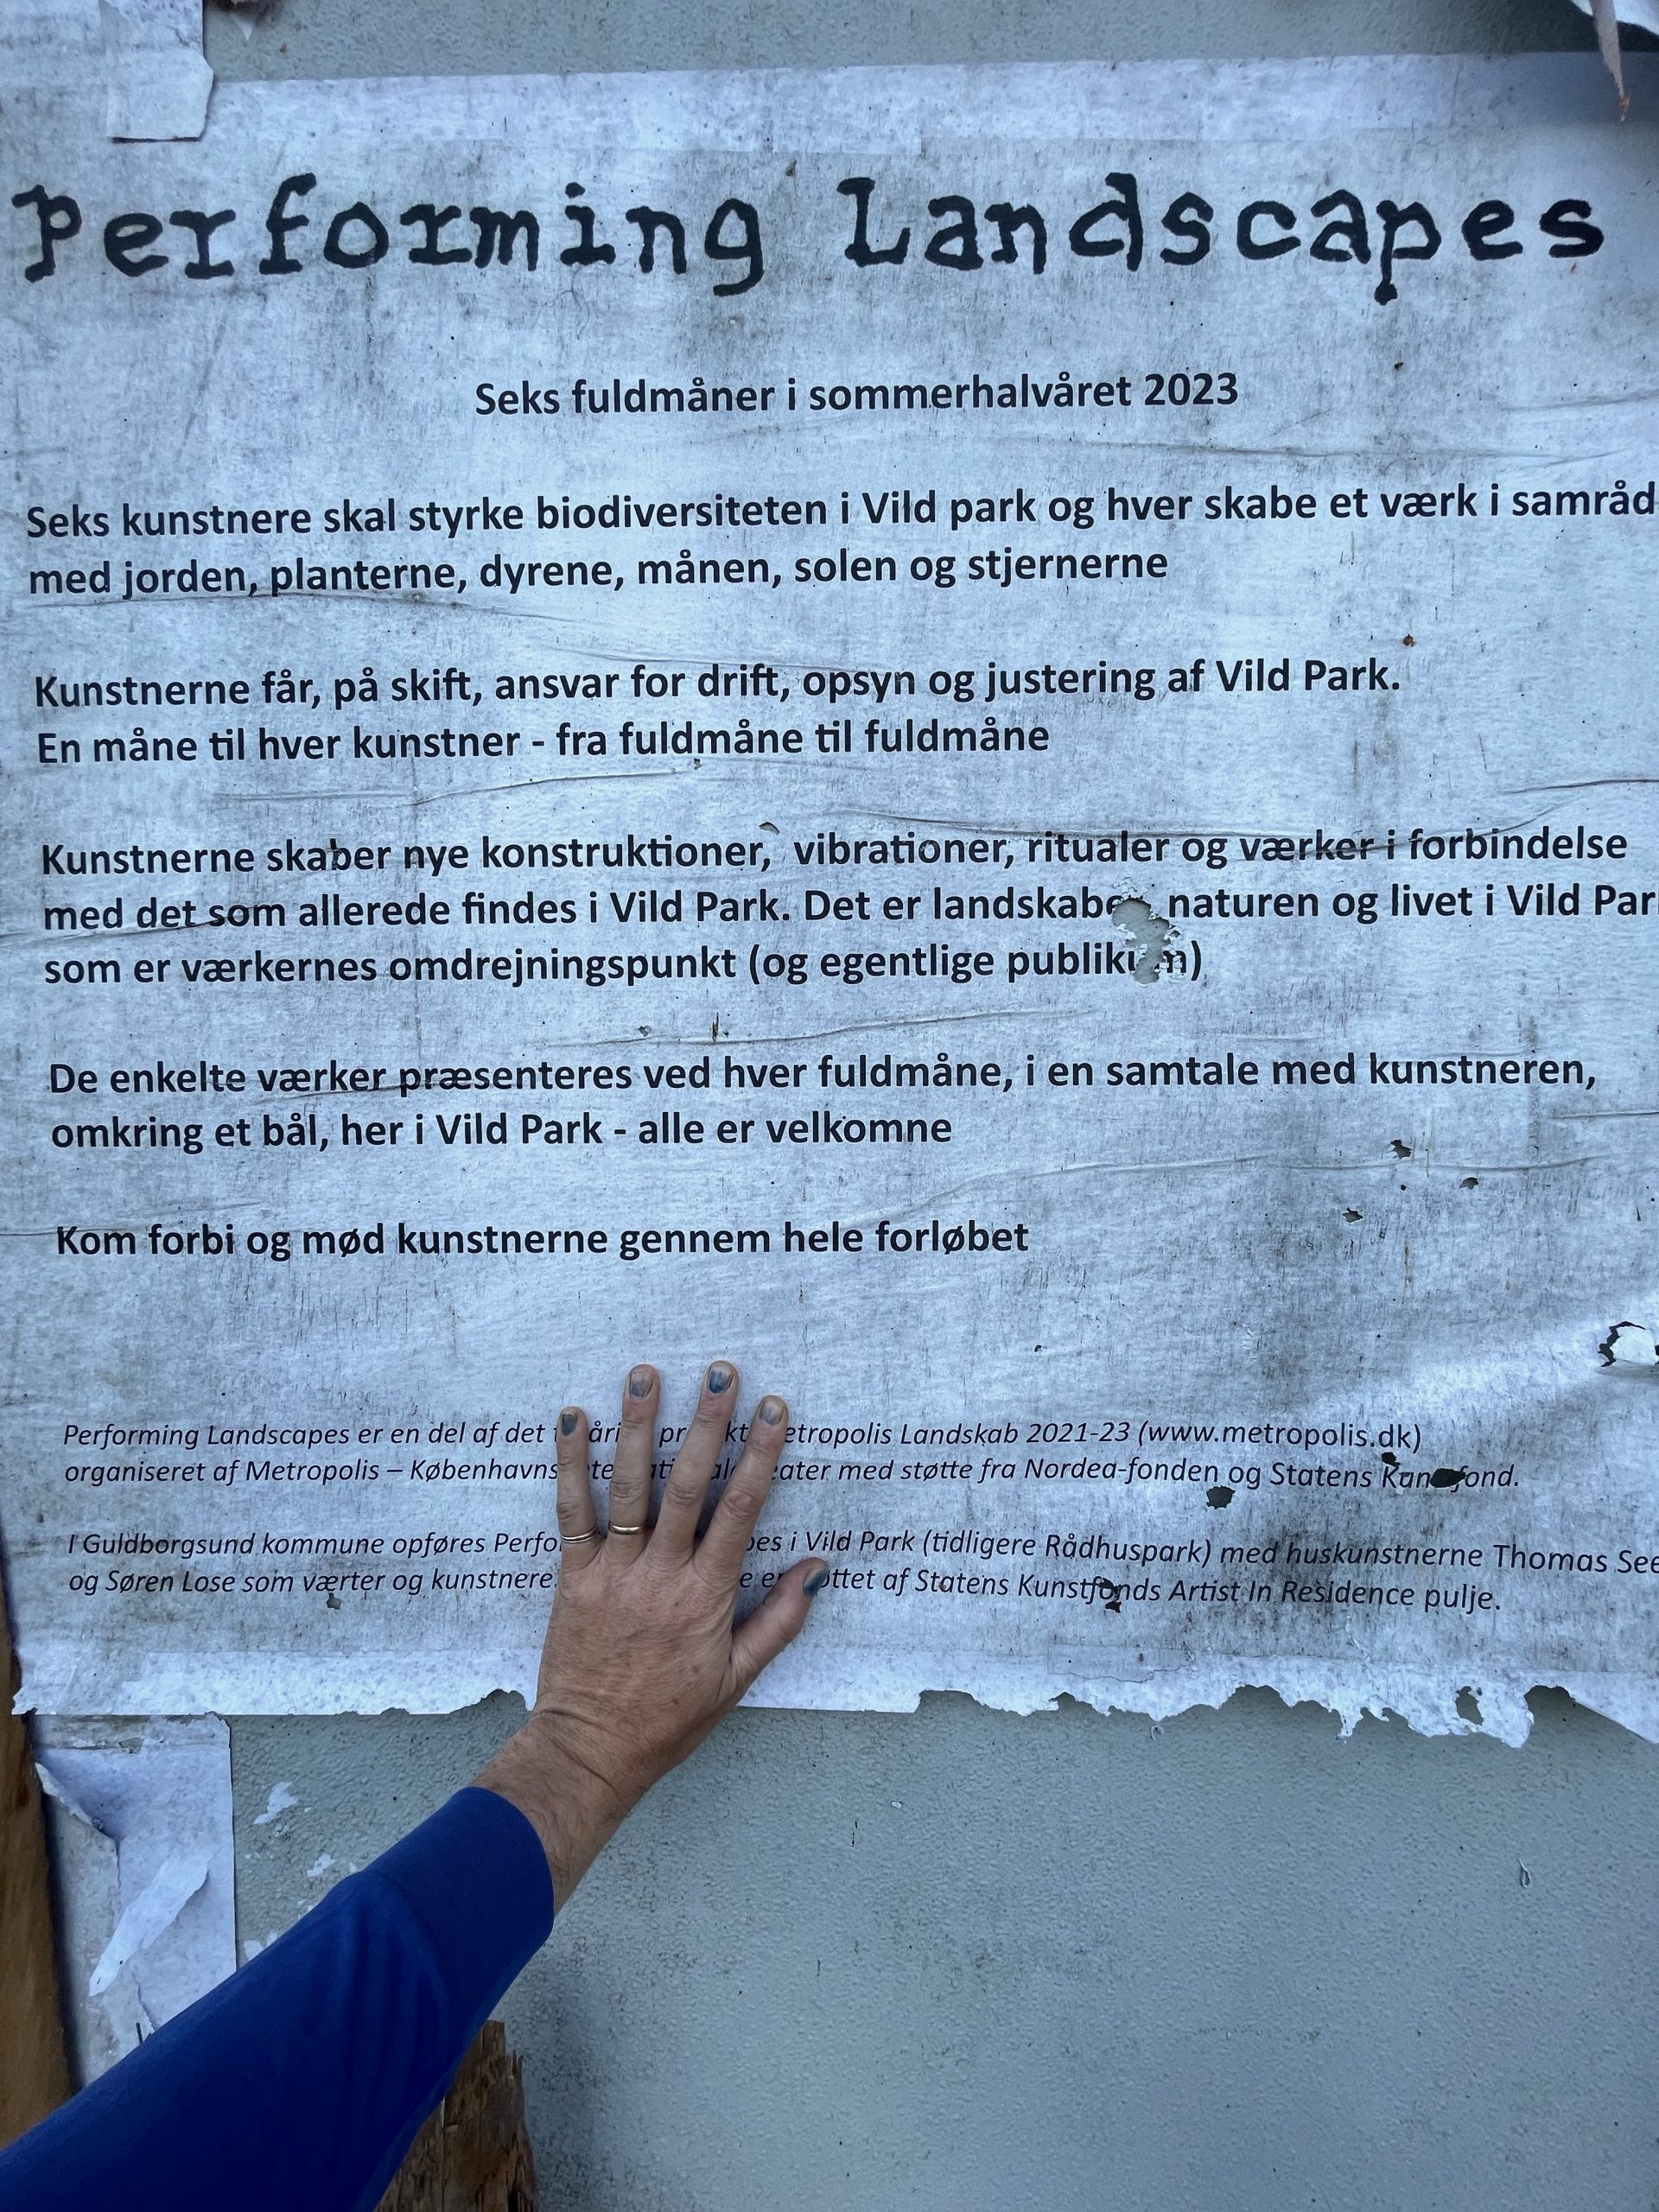 Performing Landscapes
Seks fuldmåner i sommerhalvåret 2023
Seks kunstnere skal styrke biodiversiteten i Vild park og hver skabe et værk i samråd
med jorden, planterne, dyrene, månen, solen og stjernerne
Kunstnerne får, på skift, ansvar for drift, opsyn og justering af Vild Park.
En måne til hver kunstner - fra fuldmåne til fuldmåne
Kunstnerne skaber nye konstruktioner, vibrationer, ritualer og værker i forbindelse
med det som allerede findes i Vild Park. Det er landskabe naturen og livet i Vild Par
som er værkernes omdrejningspunkt (og egentlige publikum)
De enkelte værker præsenteres ved hver fuldmåne, i en samtale med kunstneren,
omkring et bål, her i Vild Park - alle er velkomne
Kom forbi og mød kunstnerne gennem hele forløbet
Performing Landscapes er en del af det Metropolis Landskab 2021-23 (www.metropolis.dk)
organiseret af Metropolis – Københavns med støtte fra Nordea-fonden og Statens Kunstfond.
I Guldborgsund kommune opføres i Vild Park (tidligere Rådhuspark) med huskunstnerne Thomas See
og Søren Lose som værter og kunstnere. støttet af Statens Kunstfonds Artist In Residence pulje.